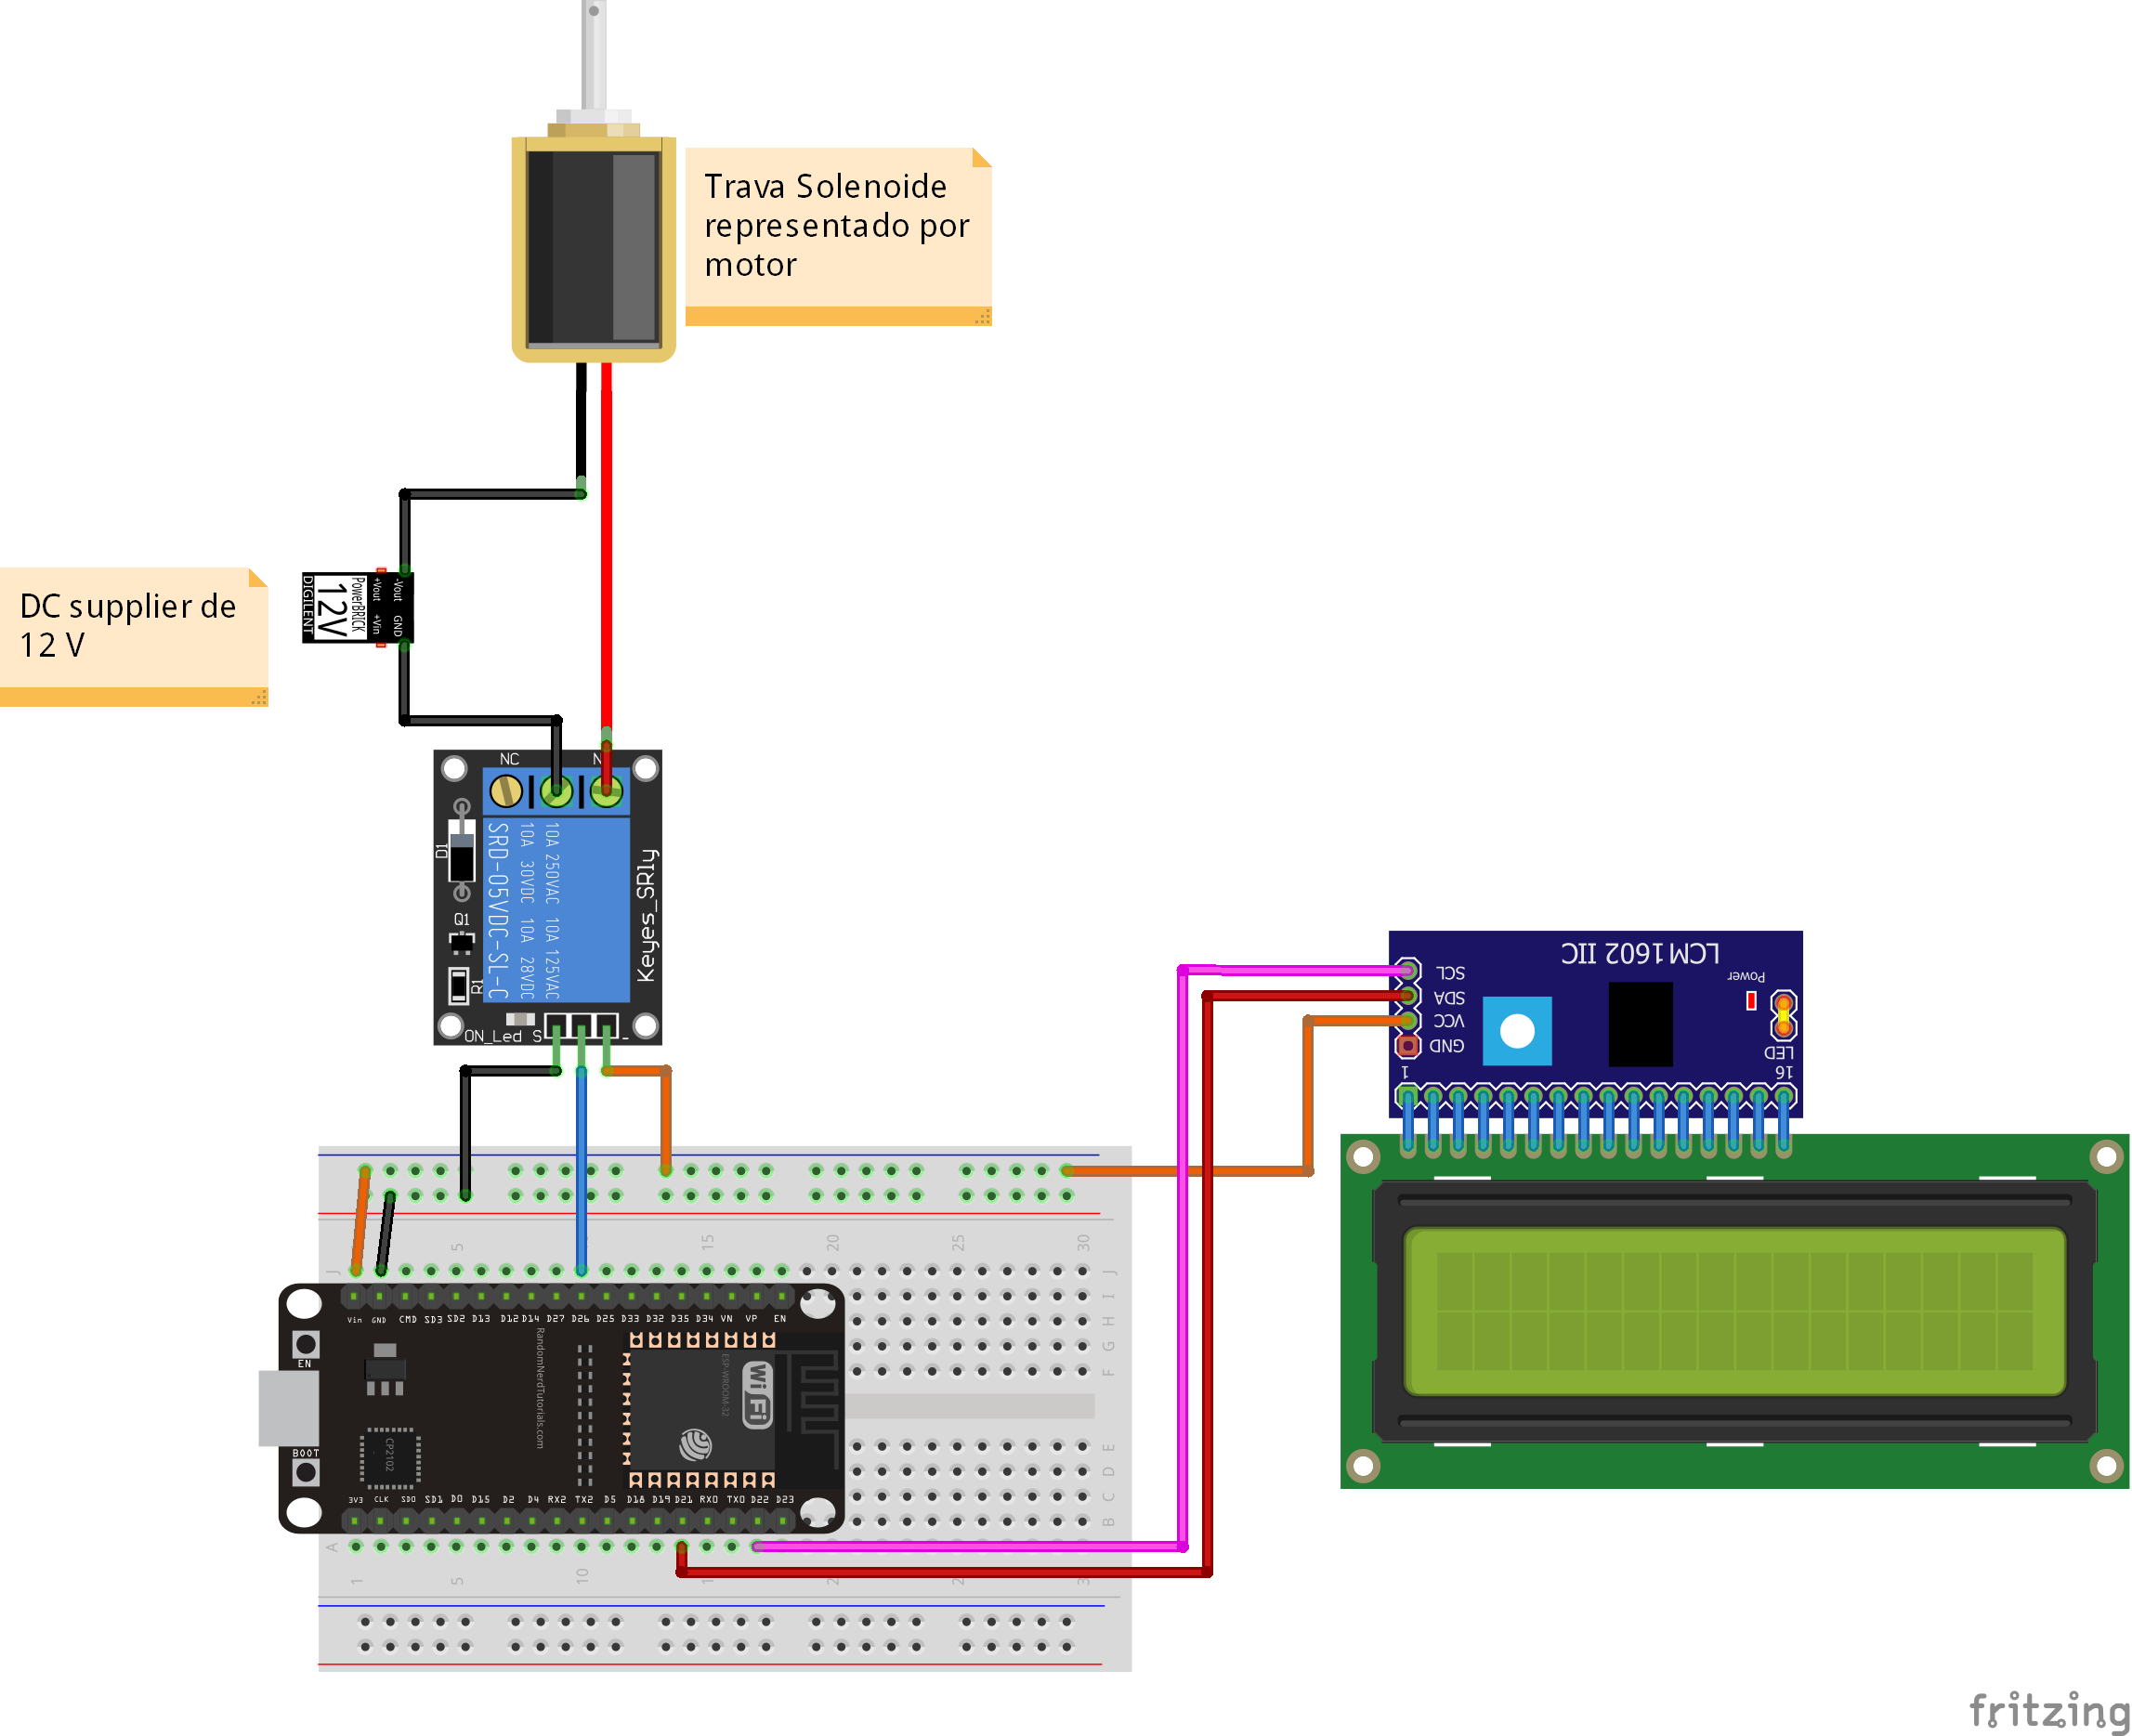 Trava Solenoide
representado por
motor
DC supplier de
12 V
DIGILENT
12V
PowerBRICK
+Vout +Vin
-Vout GND
NC
D1
Q1
R1
SRD-05VDC-SL-C
10A 30VDC 10A 28VDC
10A 250VAC 10A 125VAC
Keyes_SRly
ON_Led S -
LCM1602 IIC
SCL
SDA
VCC
GND
Power
LED
1 16
5 15 20 25 30
J J
I
H
G
F
Vin GND CMD SD3 SD2 D13 D12 D14 D27 D26 D25 D33 D32 D35 D34 VN VP EN
EN
BOOT
CP2102
RandomNerdTutorials.com
ESP-WROOM-32
WiFi
3V3 CLK SD0 SD1 D0 D15 D2 D4 RX2 TX2 D5 D18 D19 D21 RX0 TX0 D22 D23
E
D
C
B
A
1 5 10
fritzing